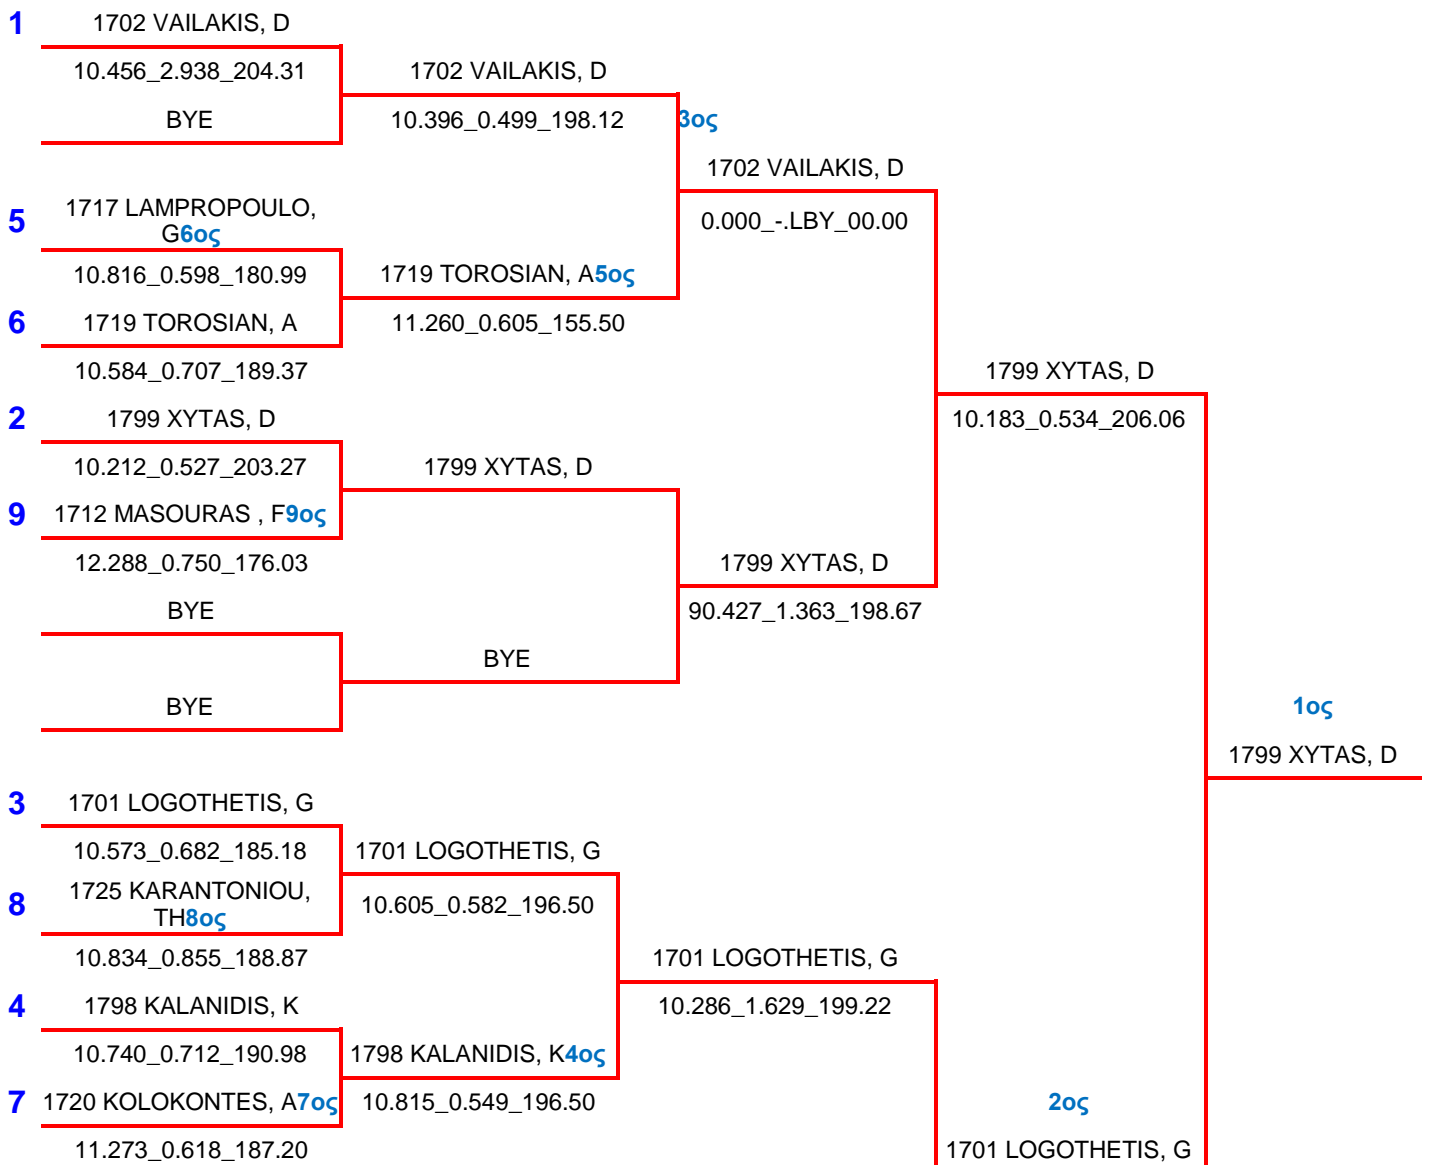 1 1702 VAILAKIS, D
10.456_2.938_204.31
1702 VAILAKIS, D
BYE
10.396_0.499_198.12
3ος
1702 VAILAKIS, D
5 1717 LAMPROPOULO,
G6ος
0.000_-.LBY_00.00
10.816_0.598_180.99
1719 TOROSIAN, A5ος
6 1719 TOROSIAN, A
11.260_0.605_155.50
10.584_0.707_189.37
1799 XYTAS, D
2 1799 XYTAS, D
10.183_0.534_206.06
10.212_0.527_203.27
1799 XYTAS, D
9 1712 MASOURAS , F9ος
12.288_0.750_176.03
1799 XYTAS, D
BYE
90.427_1.363_198.67
BYE
BYE
1ος
1799 XYTAS, D
3 1701 LOGOTHETIS, G
10.573_0.682_185.18
1701 LOGOTHETIS, G
8 1725 KARANTONIOU,
TH8ος
10.605_0.582_196.50
10.834_0.855_188.87
1701 LOGOTHETIS, G
4 1798 KALANIDIS, K
10.286_1.629_199.22
10.740_0.712_190.98
1798 KALANIDIS, K4ος
7 1720 KOLOKONTES, A7ος
10.815_0.549_196.50
2ος
11.273_0.618_187.20
1701 LOGOTHETIS, G